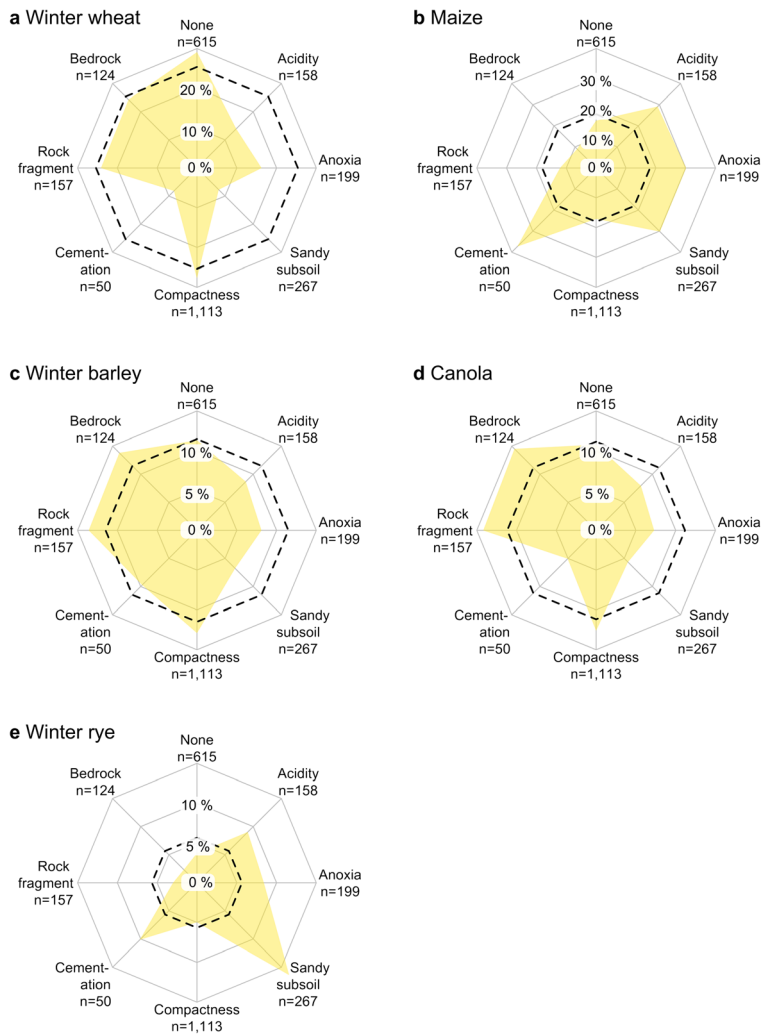 a Winter wheat
None
n=615
Bedrock
n=124
Acidity
n=158
20 %
10 %
0 %
Rock
fragment
n=157
Anoxia
n=199
Cement-
ation
n=50
Sandy
subsoil
n=267
Compactness
n=1,113
b Maize
None
n=615
Bedrock
n=124
Acidity
n=158
30 %
20 %
10 %
0 %
Rock
fragment
n=157
Anoxia
n=199
Cement-
ation
n=50
Sandy
subsoil
n=267
Compactness
n=1,113
c Winter barley
None
n=615
Bedrock
n=124
Acidity
n=158
10 %
5 %
0 %
Rock
fragment
n=157
Anoxia
n=199
Cement-
ation
n=50
Sandy
subsoil
n=267
Compactness
n=1,113
d Canola
None
n=615
Bedrock
n=124
Acidity
n=158
10 %
5 %
0 %
Rock
fragment
n=157
Anoxia
n=199
Cement-
ation
n=50
Sandy
subsoil
n=267
Compactness
n=1,113
e Winter rye
None
n=615
Bedrock
n=124
Acidity
n=158
10 %
5 %
0 %
Rock
fragment
n=157
Anoxia
n=199
Cement-
ation
n=50
Sandy
subsoil
n=267
Compactness
n=1,113